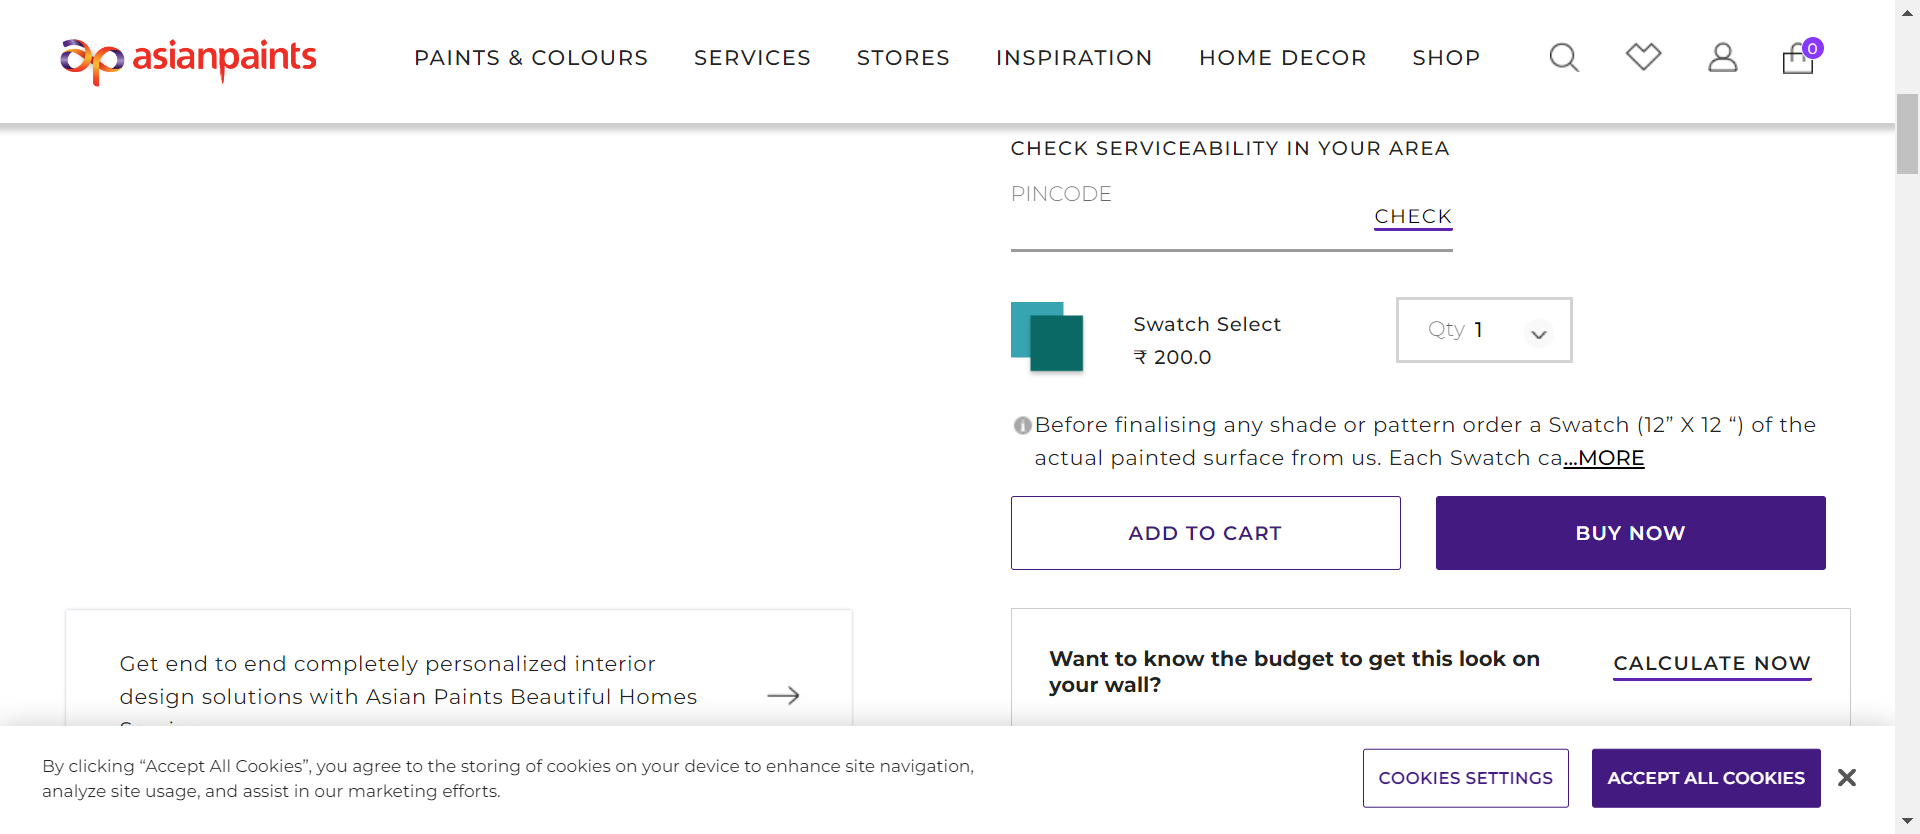 asianpaints
PAINTS & COLOURS
SERVICES
STORES
INSPIRATION
HOME DECOR
SHOP
0
CHECK SERVICEABILITY IN YOUR AREA
PINCODE
CHECK
Swatch Select
₹ 200.0
Qty 1
Before finalising any shade or pattern order a Swatch (12” X 12 “) of the
actual painted surface from us. Each Swatch ca...MORE
ADD TO CART
BUY NOW
Get end to end completely personalized interior
design solutions with Asian Paints Beautiful Homes
Want to know the budget to get this look on
your wall?
CALCULATE NOW
By clicking “Accept All Cookies”, you agree to the storing of cookies on your device to enhance site navigation,
analyze site usage, and assist in our marketing efforts.
COOKIES SETTINGS
ACCEPT ALL COOKIES